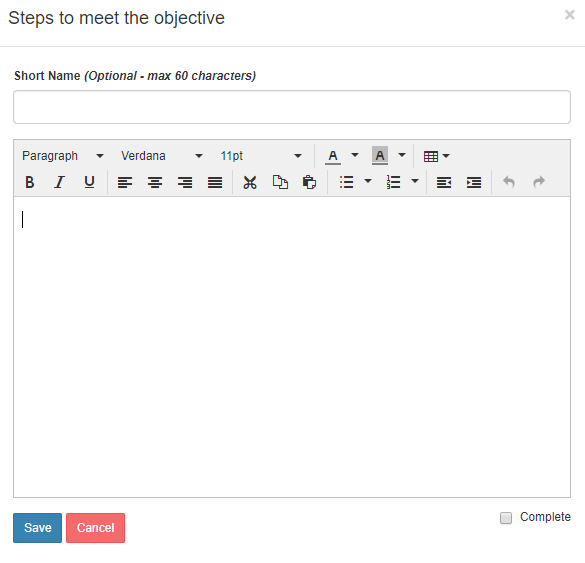 Steps to meet the objective ×
Short Name (Optional - max 60 characters)
Paragraph Verdana 11pt A A
B I U
Save Cancel Complete